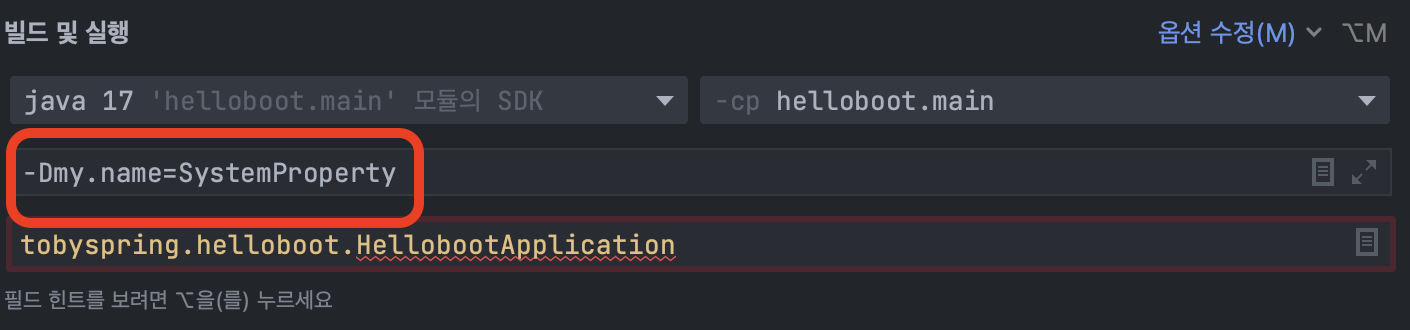 빌드 및 실행 옵션 수정(M) ⌥M
java 17 'helloboot.main' 모듈의 SDK -cp helloboot.main
-Dmy.name=SystemProperty
tobyspring.helloboot.HellobootApplication
필드 힌트를 보려면 ⌥을(를) 누르세요